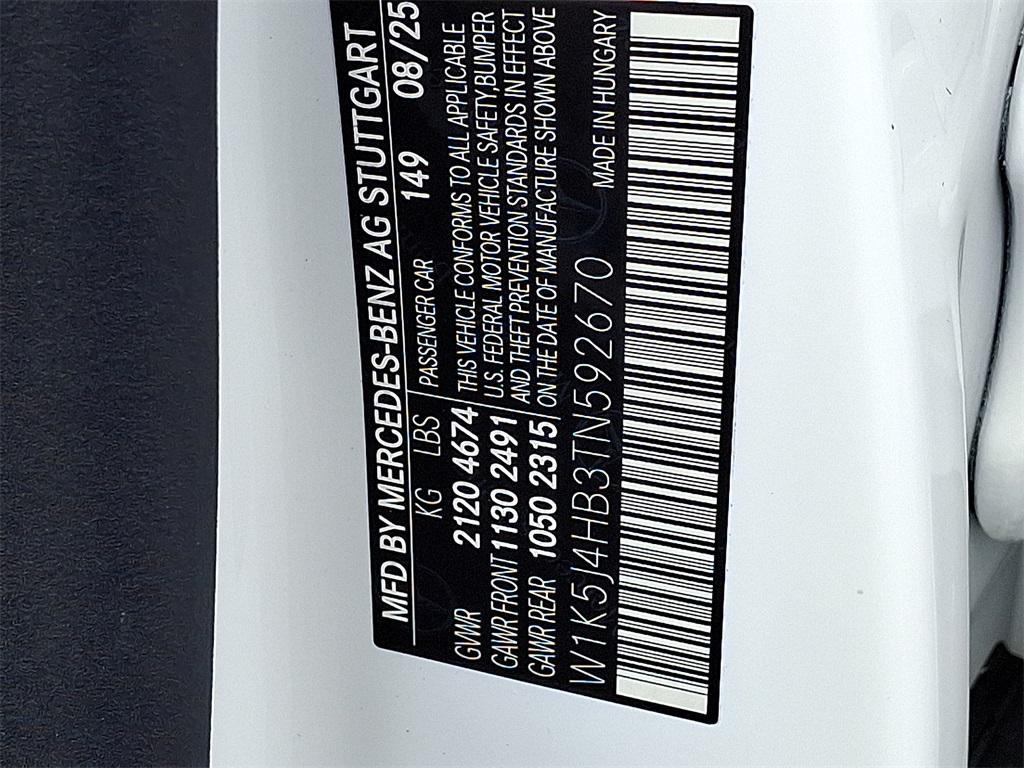 MFD BY MERCEDES-BENZ AG STUTTGART
KG LBS PASSENGER CAR 149 08/25
GVWR 2120 4674 THIS VEHICLE CONFORMS TO ALL APPLICABLE
GAWR FRONT 1130 2491 U.S. FEDERAL MOTOR VEHICLE SAFETY,BUMPER
GAWR REAR 1050 2315 AND THEFT PREVENTION STANDARDS IN EFFECT
ON THE DATE OF MANUFACTURE SHOWN ABOVE
W1K5J4HB3TN592670 MADE IN HUNGARY